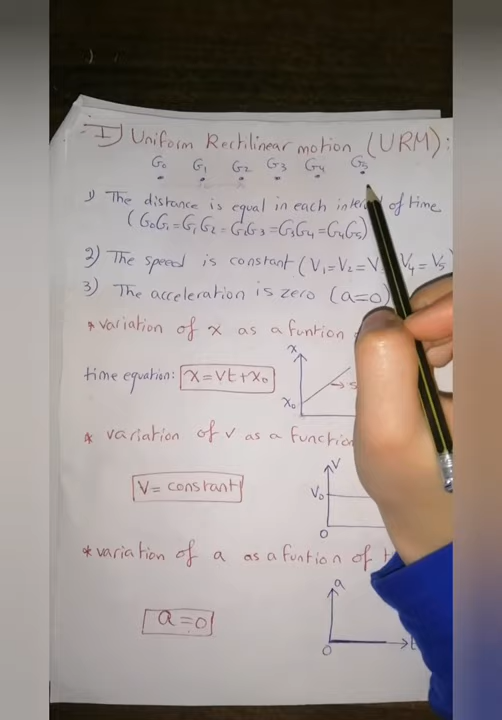 I) Uniform Rectilinear motion (URM):
G0 G1 G2 G3 G4 G5
1) The distance is equal in each of time
(G0G1 = G1G2 = G2G3 = G3G4 = G4G5)
2) The speed is constant (V1 = V2 = V4 = V5)
3) The acceleration is zero (a=0)
* variation of x as a funtion
time equation: x = Vt + x0
x
x0
* variation of v as a function
V = constant
V
V0
0
* variation of a as a funtion of t
a = 0
a
0
t